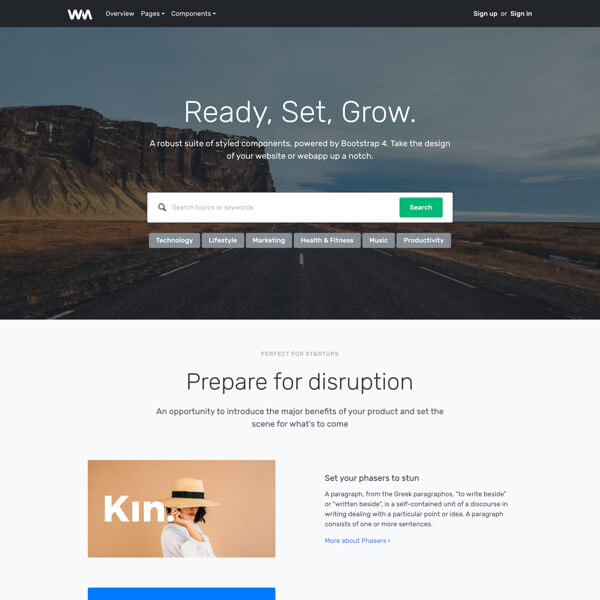 WM
Overview Pages Components Sign up or Sign in
Ready, Set, Grow.
A robust suite of styled components, powered by Bootstrap 4. Take the design
of your website or webapp up a notch.
Search topics or keywords Search
Technology Lifestyle Marketing Health & Fitness Music Productivity
PERFECT FOR STARTUPS
Prepare for disruption
An opportunity to introduce the major benefits of your product and set the
scene for what's to come
Kin.
Set your phasers to stun
A paragraph, from the Greek paragraphos, "to write beside"
or "written beside", is a self-contained unit of a discourse in
writing dealing with a particular point or idea. A paragraph
consists of one or more sentences.
More about Phasers ›